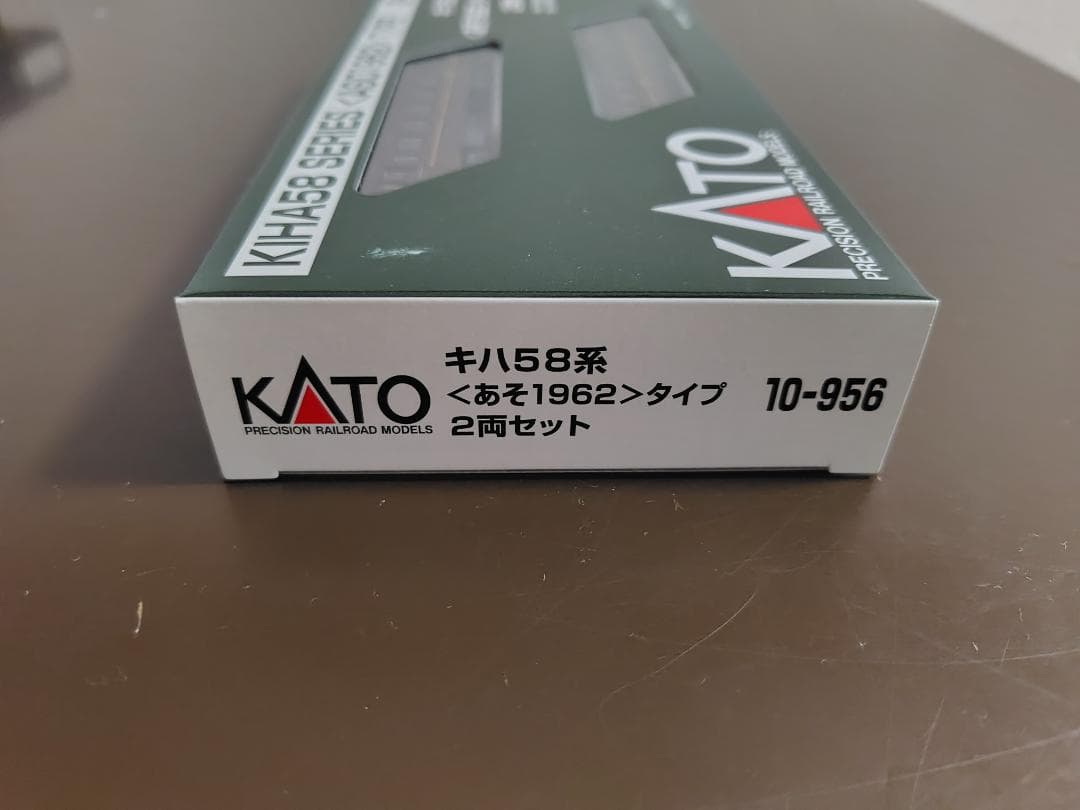 KIHA58 SERIES
KATO
PRECISION RAILROAD MODELS
KATO
PRECISION RAILROAD MODELS
キハ58系
<あそ1962>タイプ
2両セット
10-956